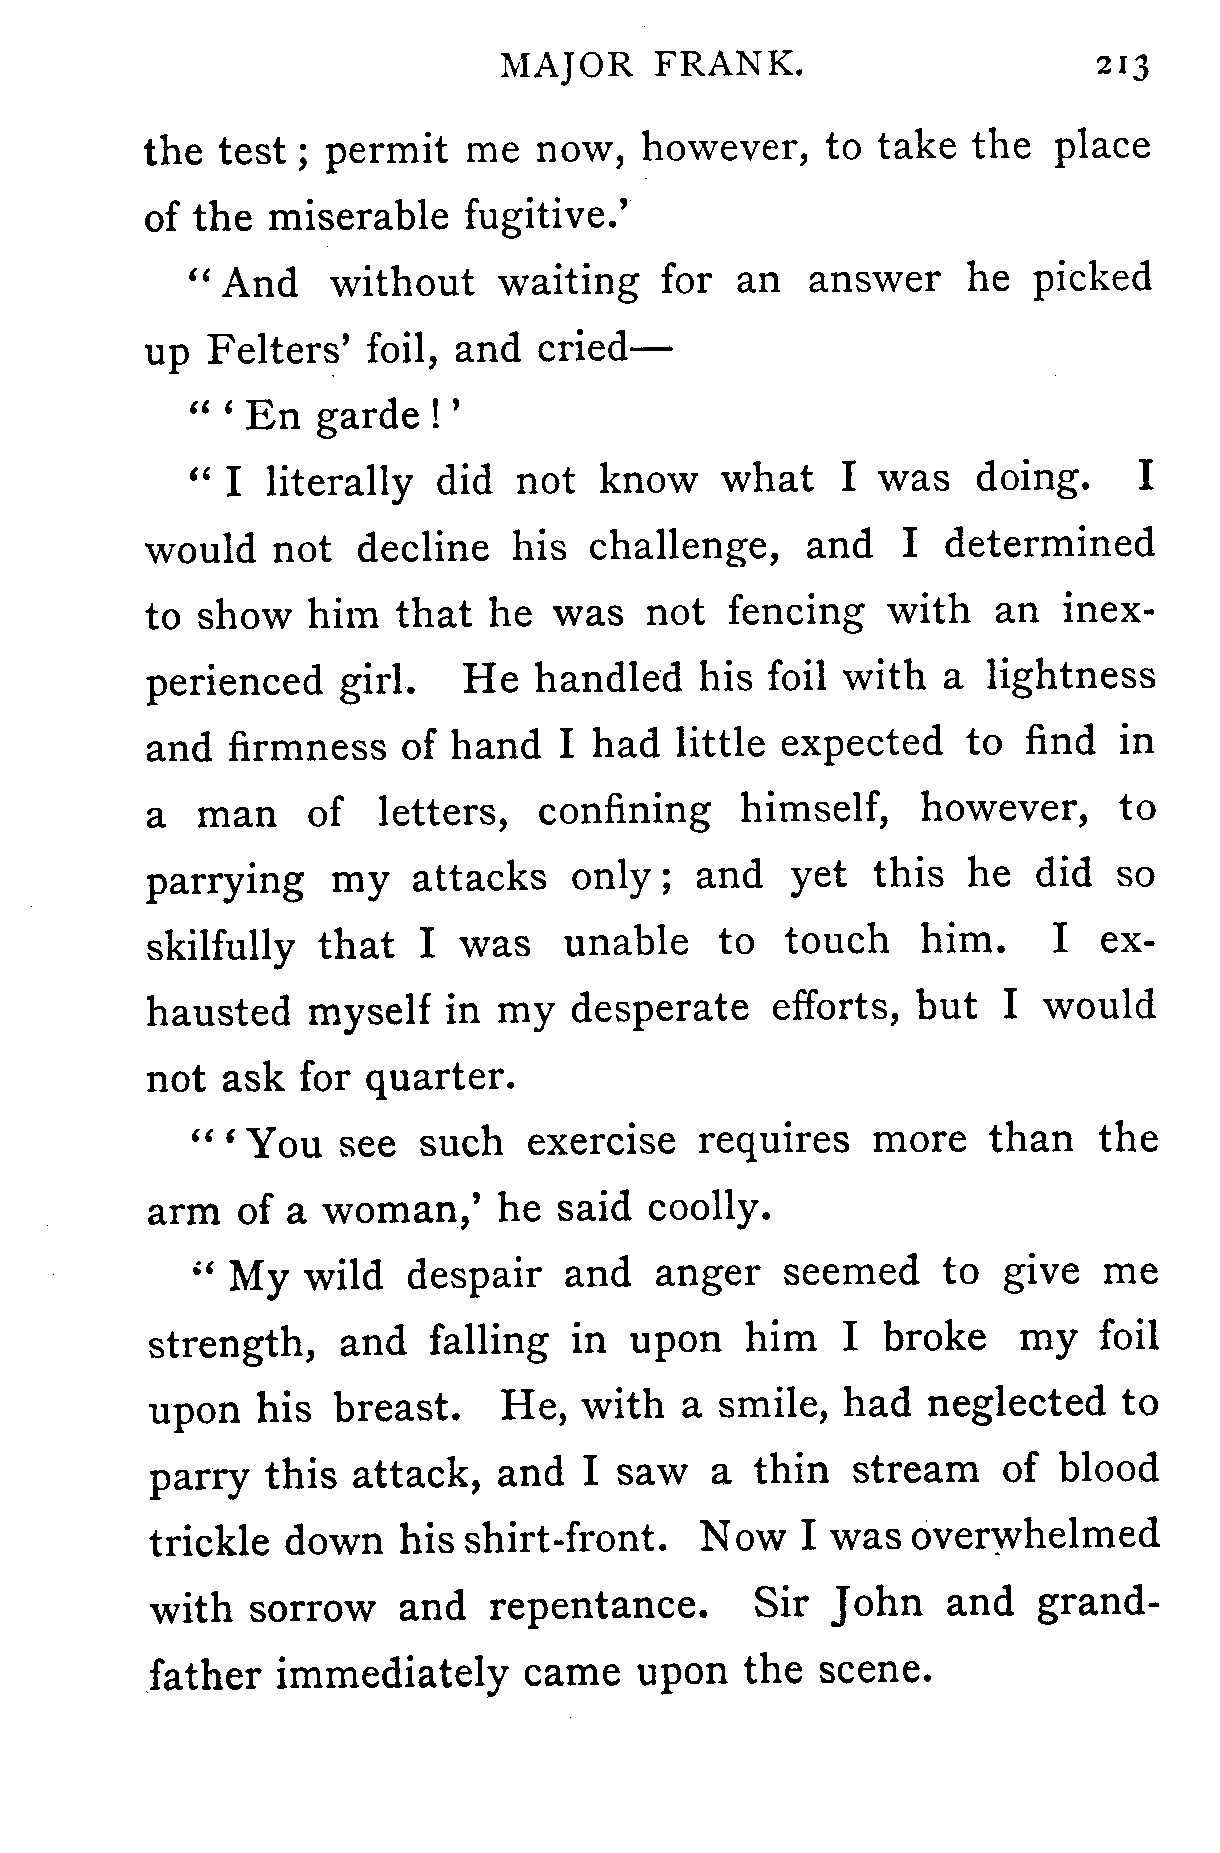 MAJOR FRANK. 213
the test ; permit me now, however, to take the place
of the miserable fugitive.'
" And without waiting for an answer he picked
up Felters' foil, and cried—
" ' En garde ! '
" I literally did not know what I was doing. I
would not decline his challenge, and I determined
to show him that he was not fencing with an inex-
perienced girl. He handled his foil with a lightness
and firmness of hand I had little expected to find in
a man of letters, confining himself, however, to
parrying my attacks only ; and yet this he did so
skilfully that I was unable to touch him. I ex-
hausted myself in my desperate efforts, but I would
not ask for quarter.
" ' You see such exercise requires more than the
arm of a woman,' he said coolly.
" My wild despair and anger seemed to give me
strength, and falling in upon him I broke my foil
upon his breast. He, with a smile, had neglected to
parry this attack, and I saw a thin stream of blood
trickle down his shirt-front. Now I was overwhelmed
with sorrow and repentance. Sir John and grand-
father immediately came upon the scene.